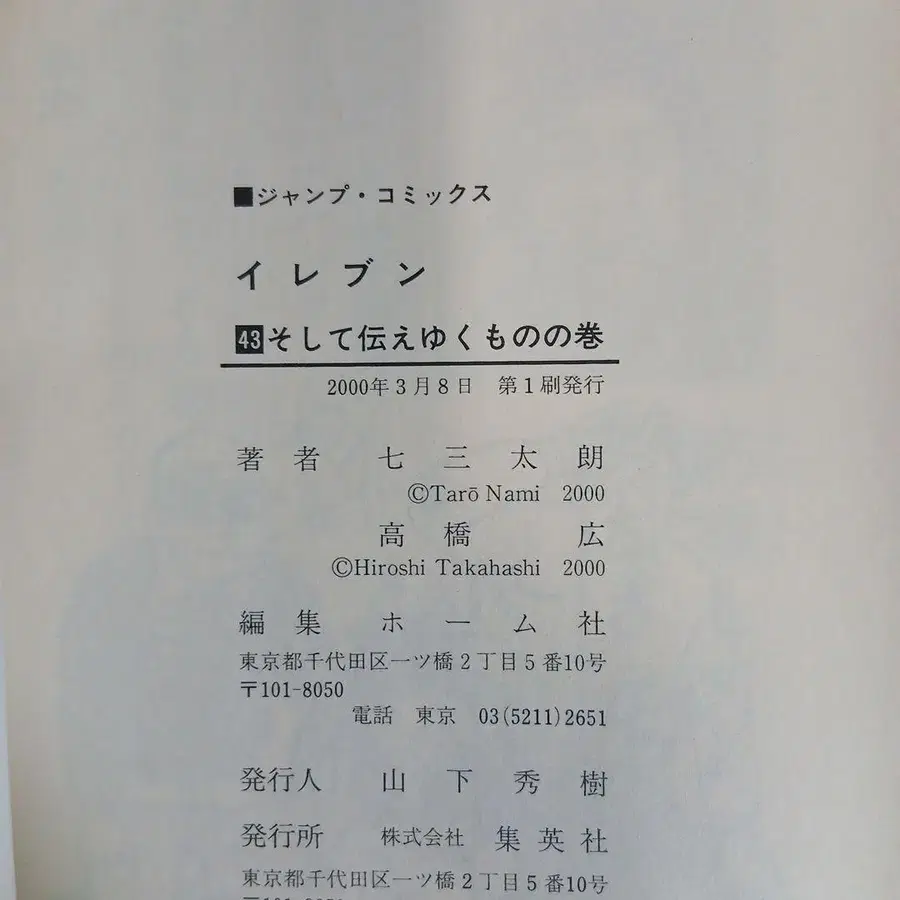 ■ジャンプ・コミックス
イレブン
43そして伝えゆくものの巻
2000年3月8日 第1刷発行
著者 七三太朗
©Tarō Nami 2000
高橋広
©Hiroshi Takahashi 2000
編集 ホーム社
東京都千代田区一ツ橋2丁目5番10号
〒101-8050
電話 東京 03(5211)2651
発行人 山下秀樹
発行所 株式会社 集英社
東京都千代田区一ツ橋2丁目5番10号